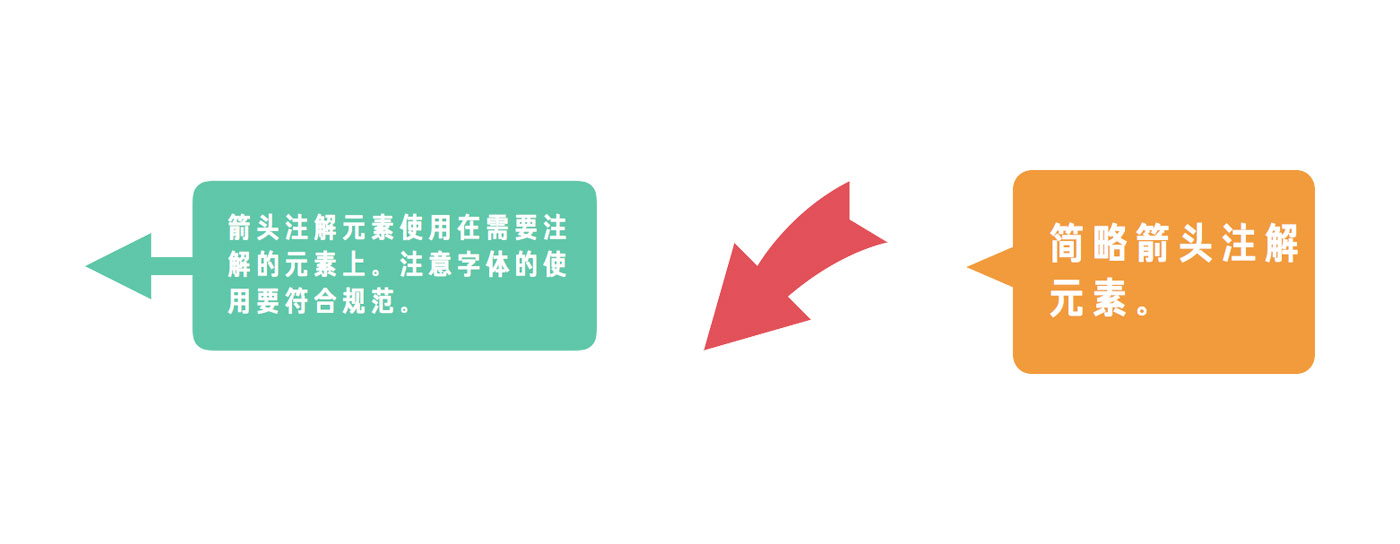 箭头注解元素使用在需要注
解的元素上。注意字体的使
用要符合规范。
简略箭头注解
元素。